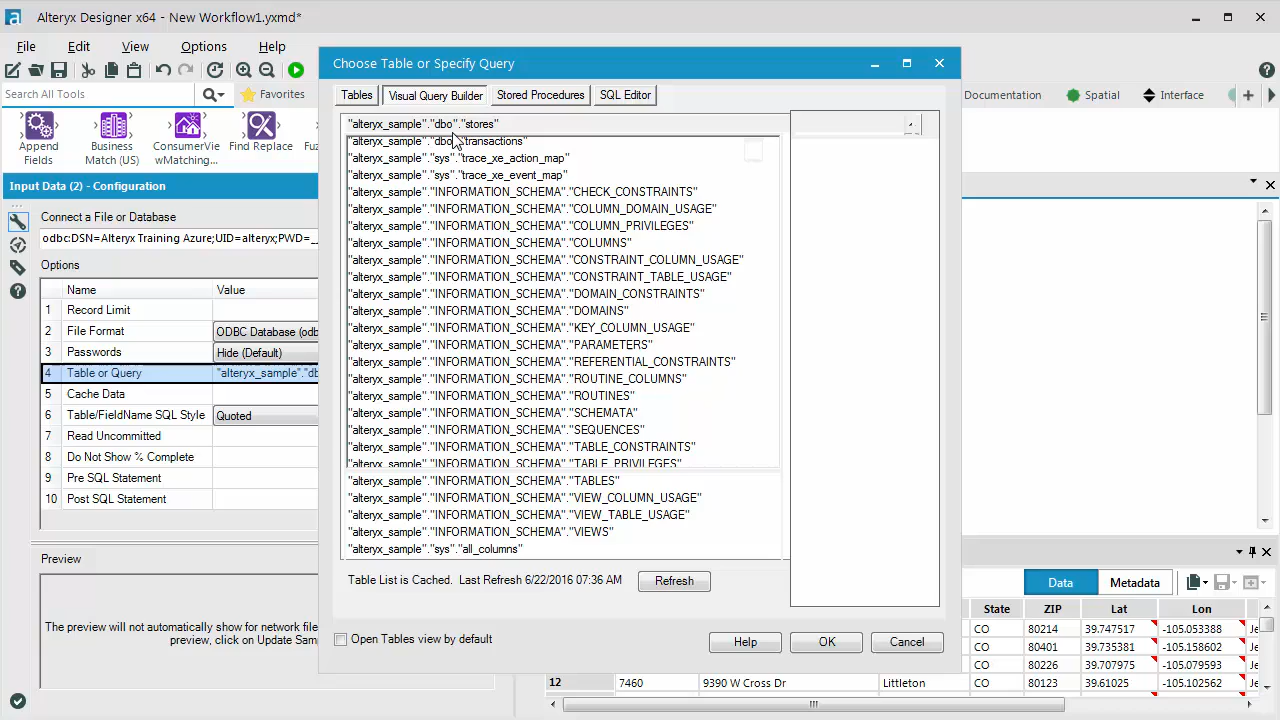 Alteryx Designer x64 - New Workflow1.yxmd*
File Edit View Options Help
Search All Tools
Favorites
Documentation
Spatial
Interface
Append Fields
Business Match (US)
ConsumerView Matching...
Find Replace
Input Data (2) - Configuration
Connect a File or Database
odbc:DSN=Alteryx Training Azure;UID=alteryx;PWD=__
Options
Name Value
1 Record Limit
2 File Format ODBC Database (odb
3 Passwords Hide (Default)
4 Table or Query "alteryx_sample"."db
5 Cache Data
6 Table/FieldName SQL Style Quoted
7 Read Uncommitted
8 Do Not Show % Complete
9 Pre SQL Statement
10 Post SQL Statement
Preview
The preview will not automatically show for network files
preview, click on Update Sam
Choose Table or Specify Query
Tables Visual Query Builder Stored Procedures SQL Editor
"alteryx_sample"."dbo"."stores"
"alteryx_sample"."dbo"."transactions"
"alteryx_sample"."sys"."trace_xe_action_map"
"alteryx_sample"."sys"."trace_xe_event_map"
"alteryx_sample"."INFORMATION_SCHEMA"."CHECK_CONSTRAINTS"
"alteryx_sample"."INFORMATION_SCHEMA"."COLUMN_DOMAIN_USAGE"
"alteryx_sample"."INFORMATION_SCHEMA"."COLUMN_PRIVILEGES"
"alteryx_sample"."INFORMATION_SCHEMA"."COLUMNS"
"alteryx_sample"."INFORMATION_SCHEMA"."CONSTRAINT_COLUMN_USAGE"
"alteryx_sample"."INFORMATION_SCHEMA"."CONSTRAINT_TABLE_USAGE"
"alteryx_sample"."INFORMATION_SCHEMA"."DOMAIN_CONSTRAINTS"
"alteryx_sample"."INFORMATION_SCHEMA"."DOMAINS"
"alteryx_sample"."INFORMATION_SCHEMA"."KEY_COLUMN_USAGE"
"alteryx_sample"."INFORMATION_SCHEMA"."PARAMETERS"
"alteryx_sample"."INFORMATION_SCHEMA"."REFERENTIAL_CONSTRAINTS"
"alteryx_sample"."INFORMATION_SCHEMA"."ROUTINE_COLUMNS"
"alteryx_sample"."INFORMATION_SCHEMA"."ROUTINES"
"alteryx_sample"."INFORMATION_SCHEMA"."SCHEMATA"
"alteryx_sample"."INFORMATION_SCHEMA"."SEQUENCES"
"alteryx_sample"."INFORMATION_SCHEMA"."TABLE_CONSTRAINTS"
"alteryx_sample"."INFORMATION_SCHEMA"."TABLE_PRIVILEGES"
"alteryx_sample"."INFORMATION_SCHEMA"."TABLES"
"alteryx_sample"."INFORMATION_SCHEMA"."VIEW_COLUMN_USAGE"
"alteryx_sample"."INFORMATION_SCHEMA"."VIEW_TABLE_USAGE"
"alteryx_sample"."INFORMATION_SCHEMA"."VIEWS"
"alteryx_sample"."sys"."all_columns"
Table List is Cached. Last Refresh 6/22/2016 07:36 AM Refresh
Open Tables view by default
Help OK Cancel
Data Metadata
State ZIP Lat Lon
CO 80214 39.747517 -105.053388 Je
CO 80401 39.735381 -105.158602 Je
CO 80226 39.707975 -105.079593 Je
12 7460 9390 W Cross Dr Littleton CO 80123 39.61025 -105.102562 Je